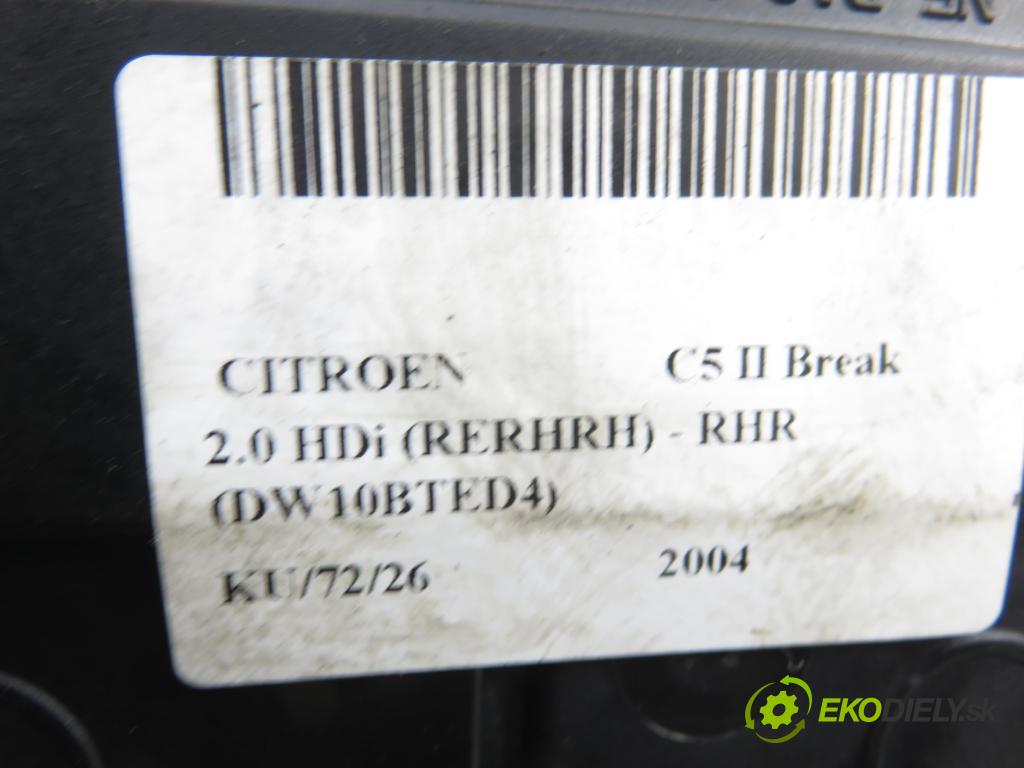 CITROEN C5 II Break
2.0 HDi (RERHRH) - RHR
(DW10BTED4)
KU/72/26 2004
EKODIELY.sk